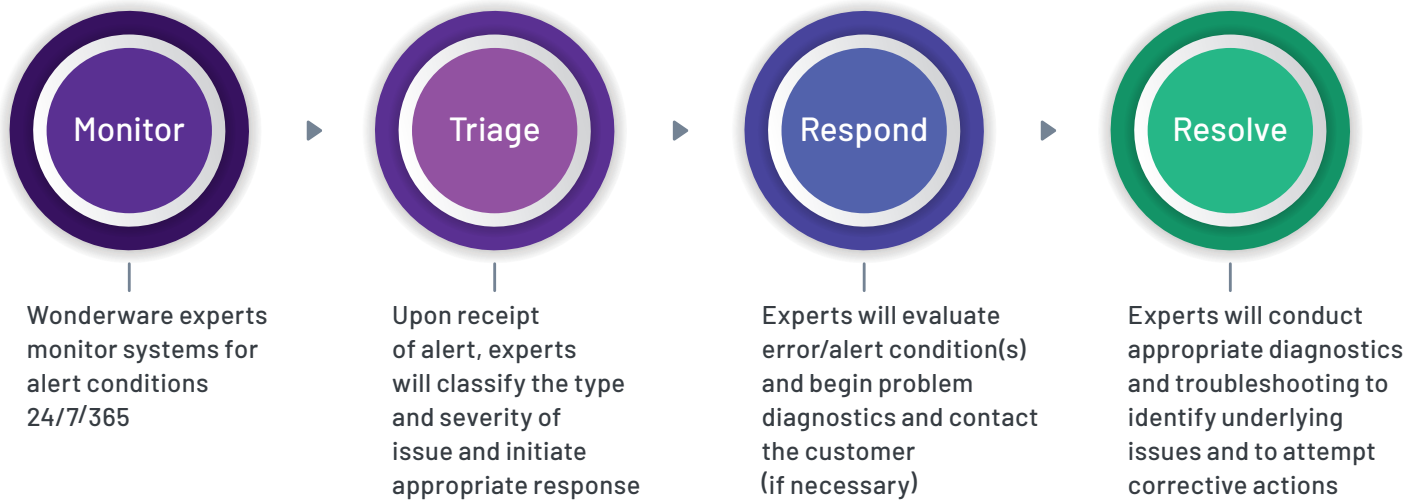 Monitor
Triage
Respond
Resolve
Wonderware experts
monitor systems for
alert conditions
24/7/365
Upon receipt
of alert, experts
will classify the type
and severity of
issue and initiate
appropriate response
Experts will evaluate
error/alert condition(s)
and begin problem
diagnostics and contact
the customer
(if necessary)
Experts will conduct
appropriate diagnostics
and troubleshooting to
identify underlying
issues and to attempt
corrective actions